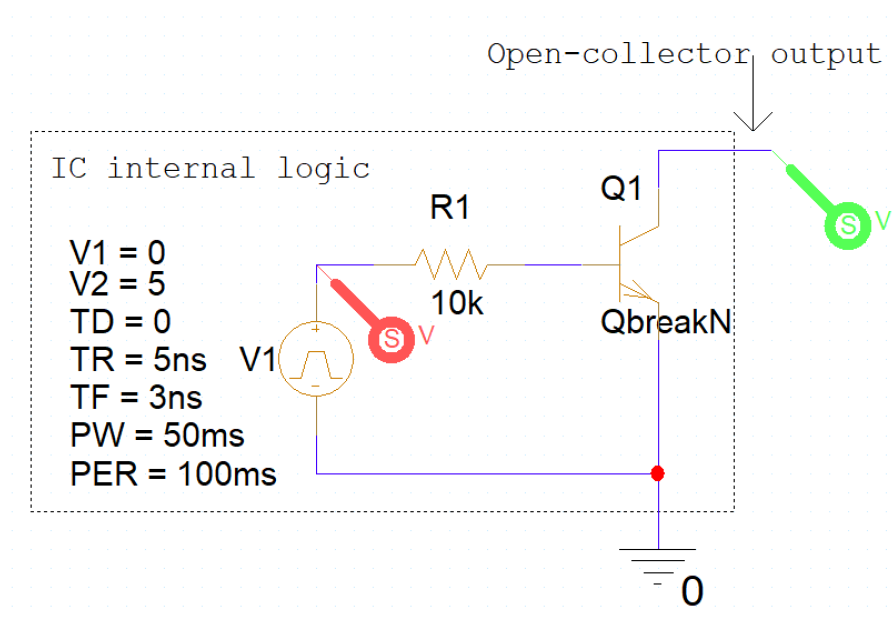 Open-collector output
IC internal logic
Q1
R1
V1 = 0
V2 = 5
TD = 0
TR = 5ns
TF = 3ns
PW = 50ms
PER = 100ms
V1
10k
QbreakN
S
V
S
V
0